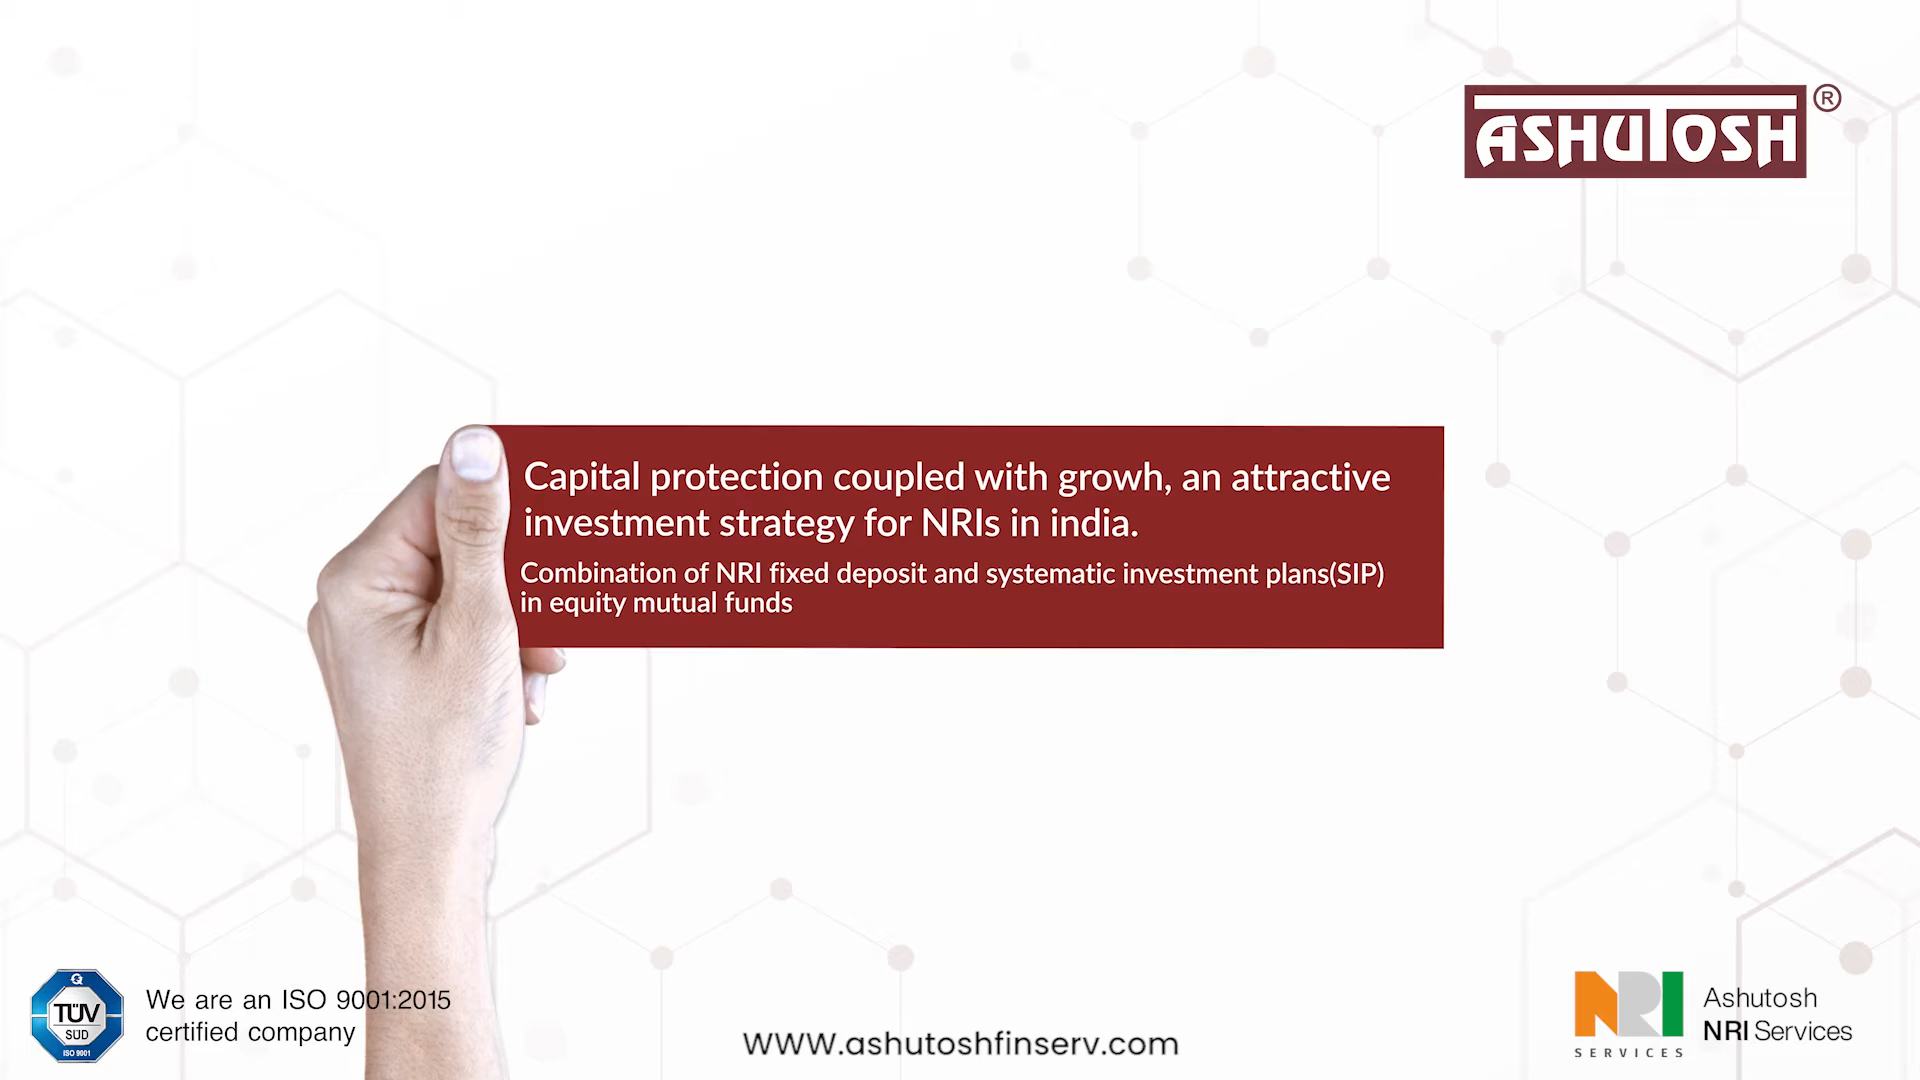 ASHUTOSH ®
Capital protection coupled with growh, an attractive
investment strategy for NRIs in india.
Combination of NRI fixed deposit and systematic investment plans(SIP)
in equity mutual funds
TÜV
SÜD
ISO 9001
We are an ISO 9001:2015
certified company
WWW.ashutoshfinserv.com
NRI
SERVICES
Ashutosh
NRI Services